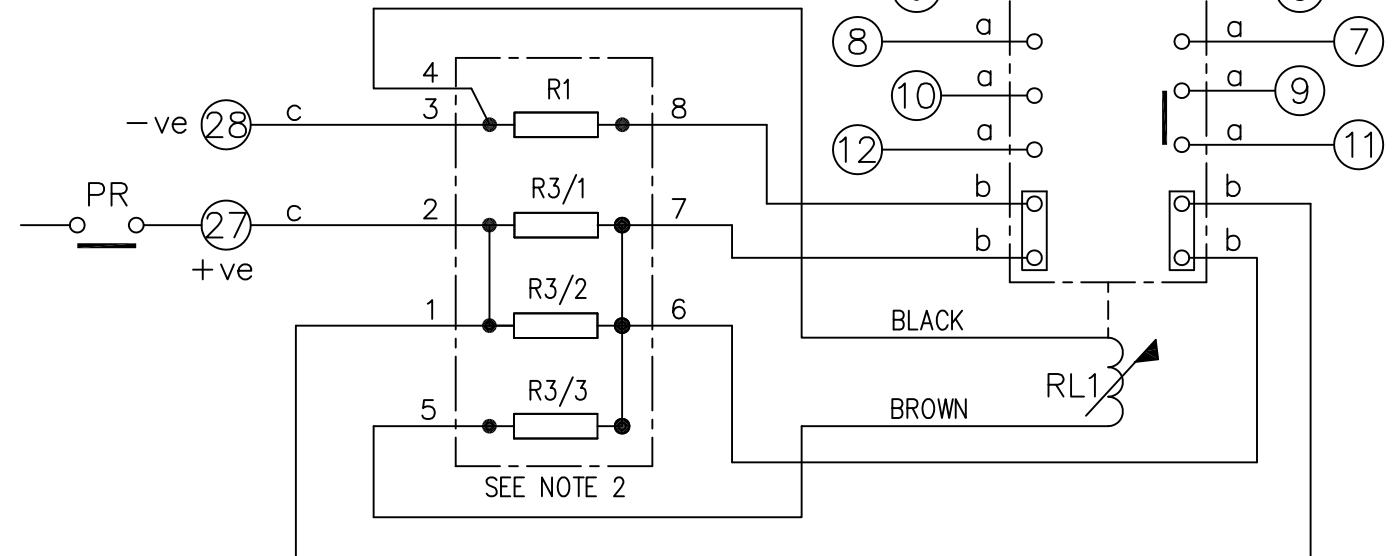 8 a a 7
4
R1
10 a a 9
-ve 28 c 3 8
12 a a 11
PR
R3/1
b b
27 c 2 7
+ve
b b
R3/2
1 6
BLACK
R3/3
RL1
5
BROWN
SEE NOTE 2